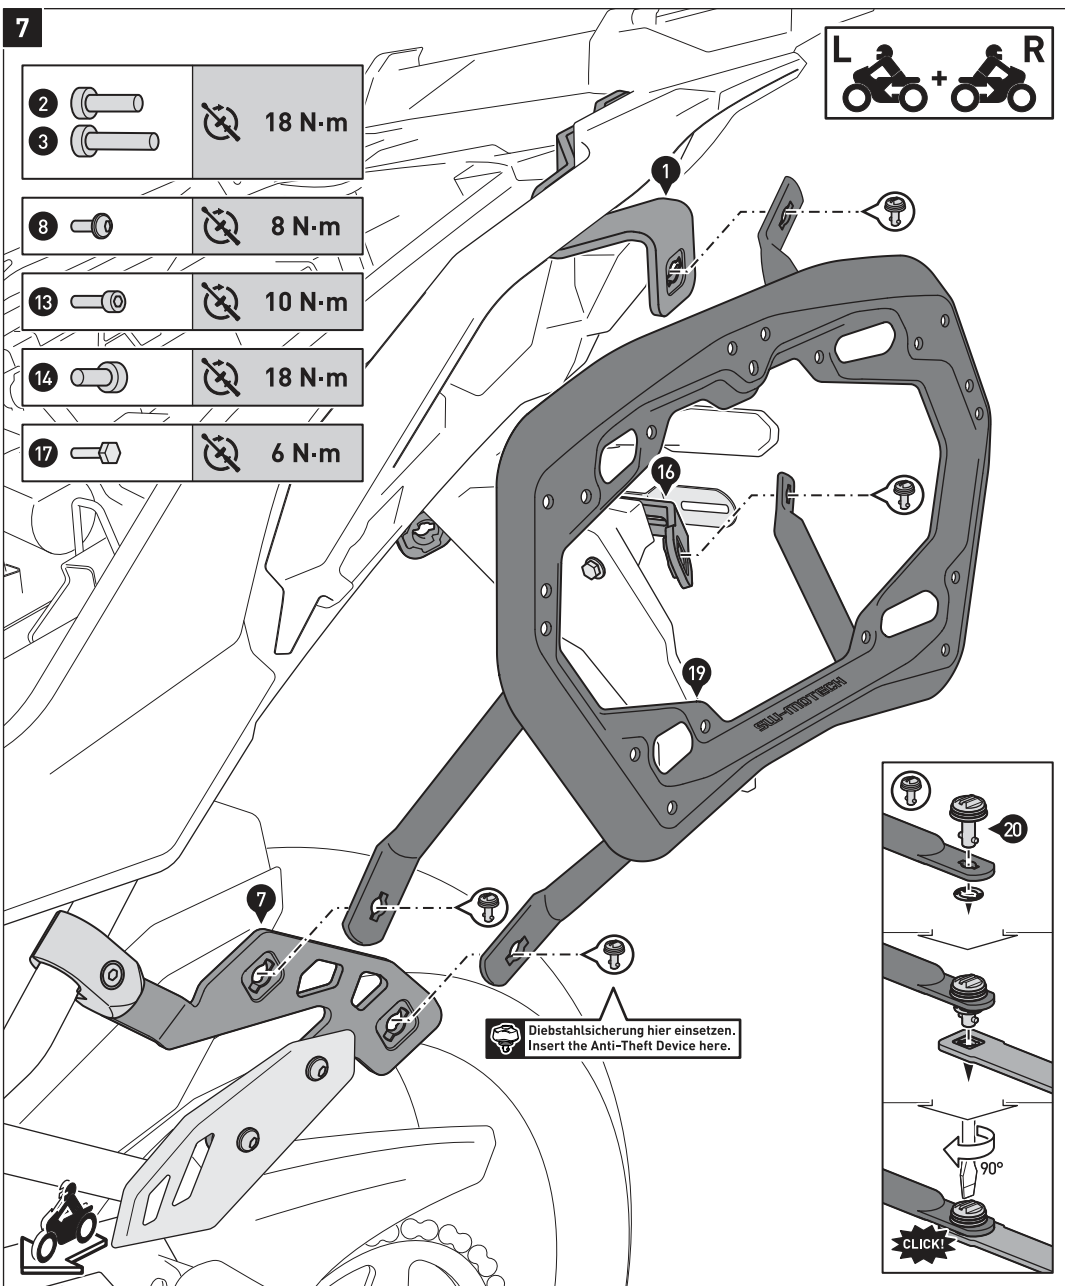 7
L + R
2
3
18 N·m
8
8 N·m
13
10 N·m
14
18 N·m
17
6 N·m
1
16
19
SW-MOTECH
7
20
Diebstahlsicherung hier einsetzen.
Insert the Anti-Theft Device here.
90°
CLICK!